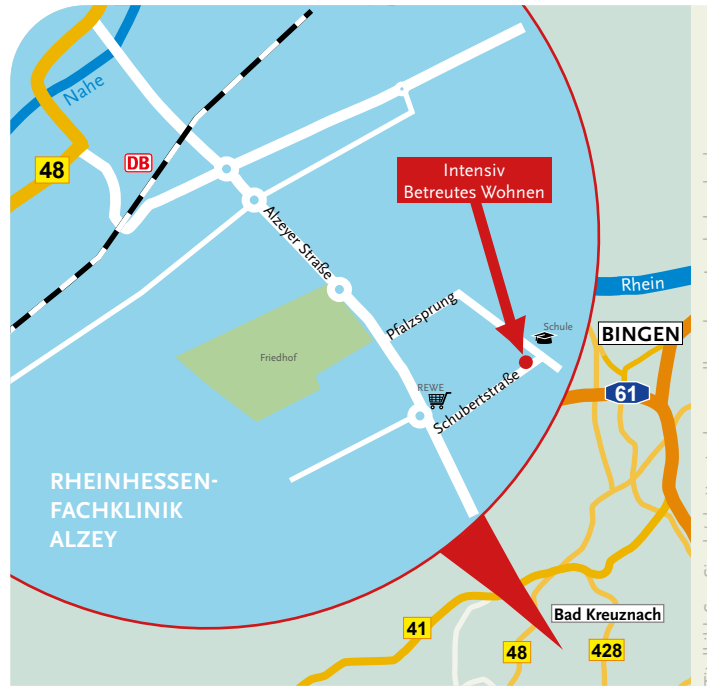 Nahe
48
DB
Intensiv
Betreutes Wohnen
Alzeyer Straße
Rhein
Pfalzsprung
Schule
BINGEN
Friedhof
REWE
61
Schubertstraße
RHEINHESSEN-
FACHKLINIK
ALZEY
Bad Kreuznach
41
48
428